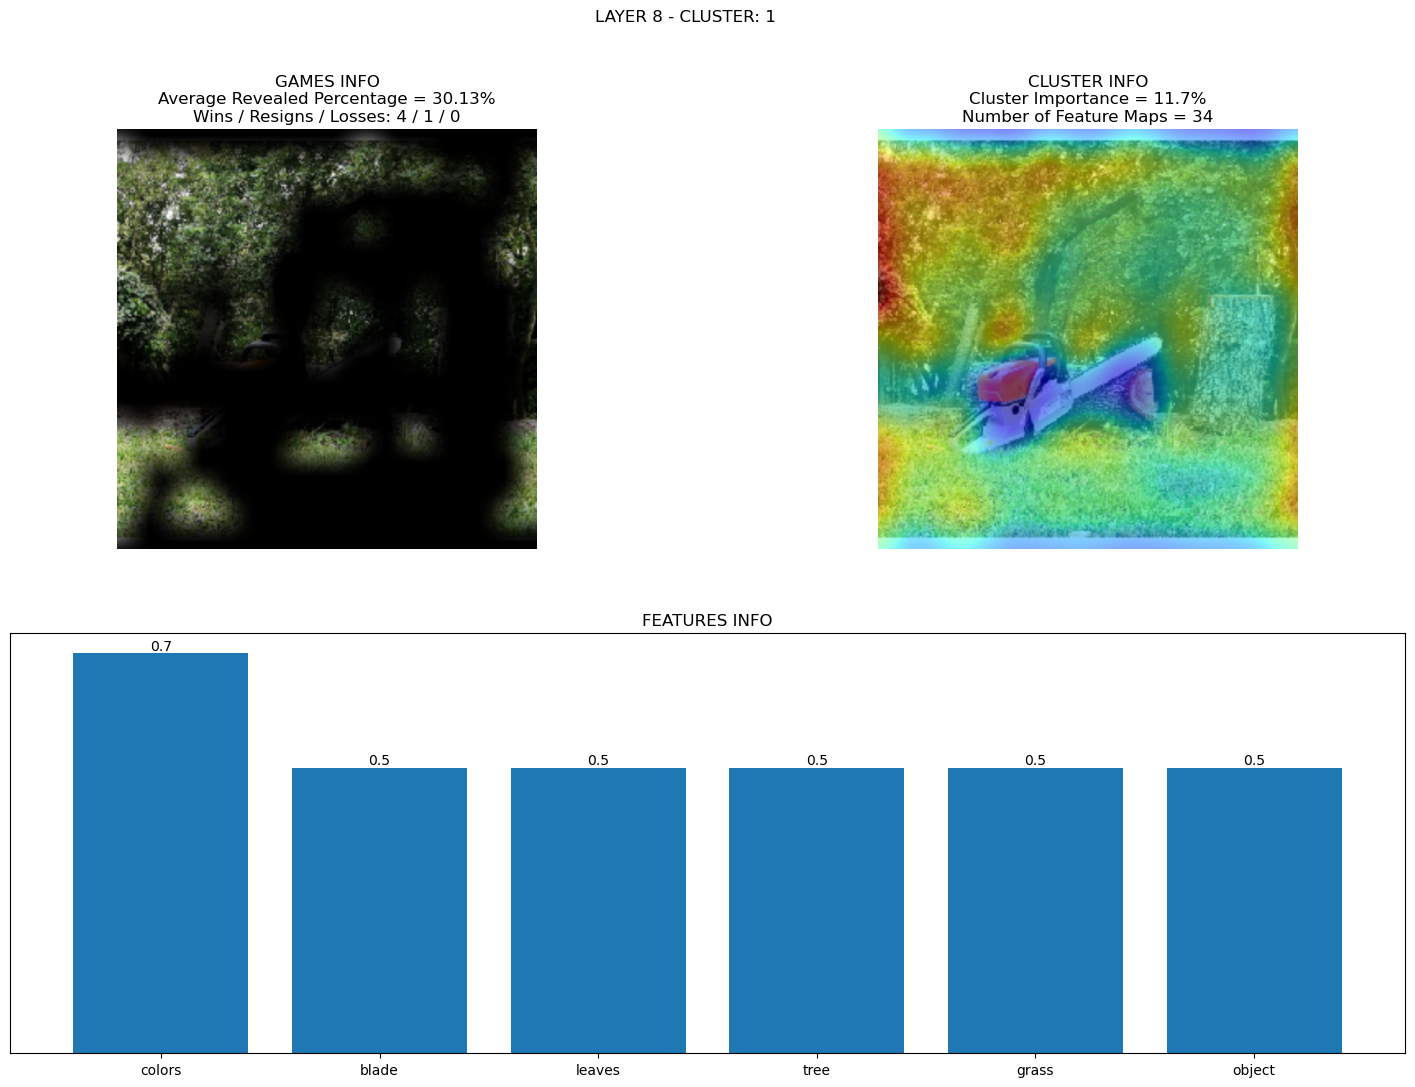 LAYER 8 - CLUSTER: 1
GAMES INFO
Average Revealed Percentage = 30.13%
Wins / Resigns / Losses: 4 / 1 / 0
CLUSTER INFO
Cluster Importance = 11.7%
Number of Feature Maps = 34
FEATURES INFO
0.7
0.5
0.5
0.5
0.5
0.5
colors
blade
leaves
tree
grass
object